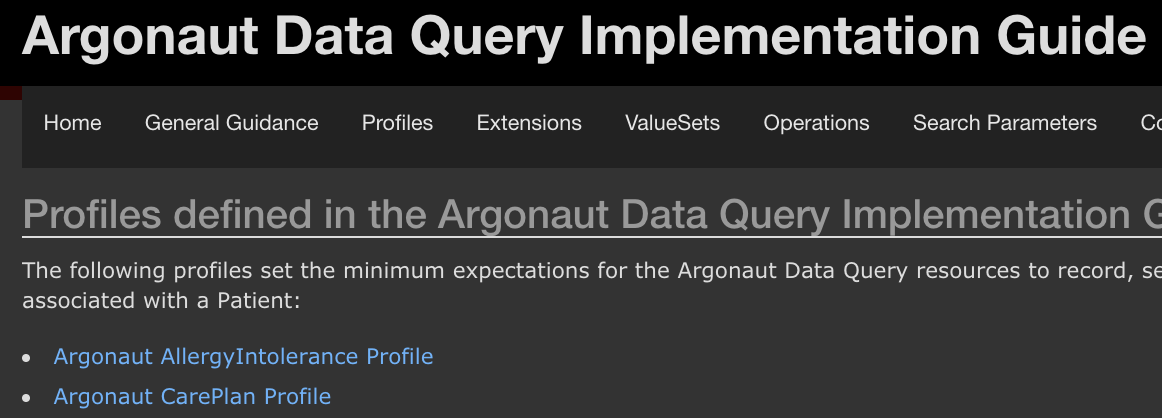 Argonaut Data Query Implementation Guide
Home General Guidance Profiles Extensions ValueSets Operations Search Parameters
Profiles defined in the Argonaut Data Query Implementation
The following profiles set the minimum expectations for the Argonaut Data Query resources to record,
associated with a Patient:
• Argonaut AllergyIntolerance Profile
• Argonaut CarePlan Profile